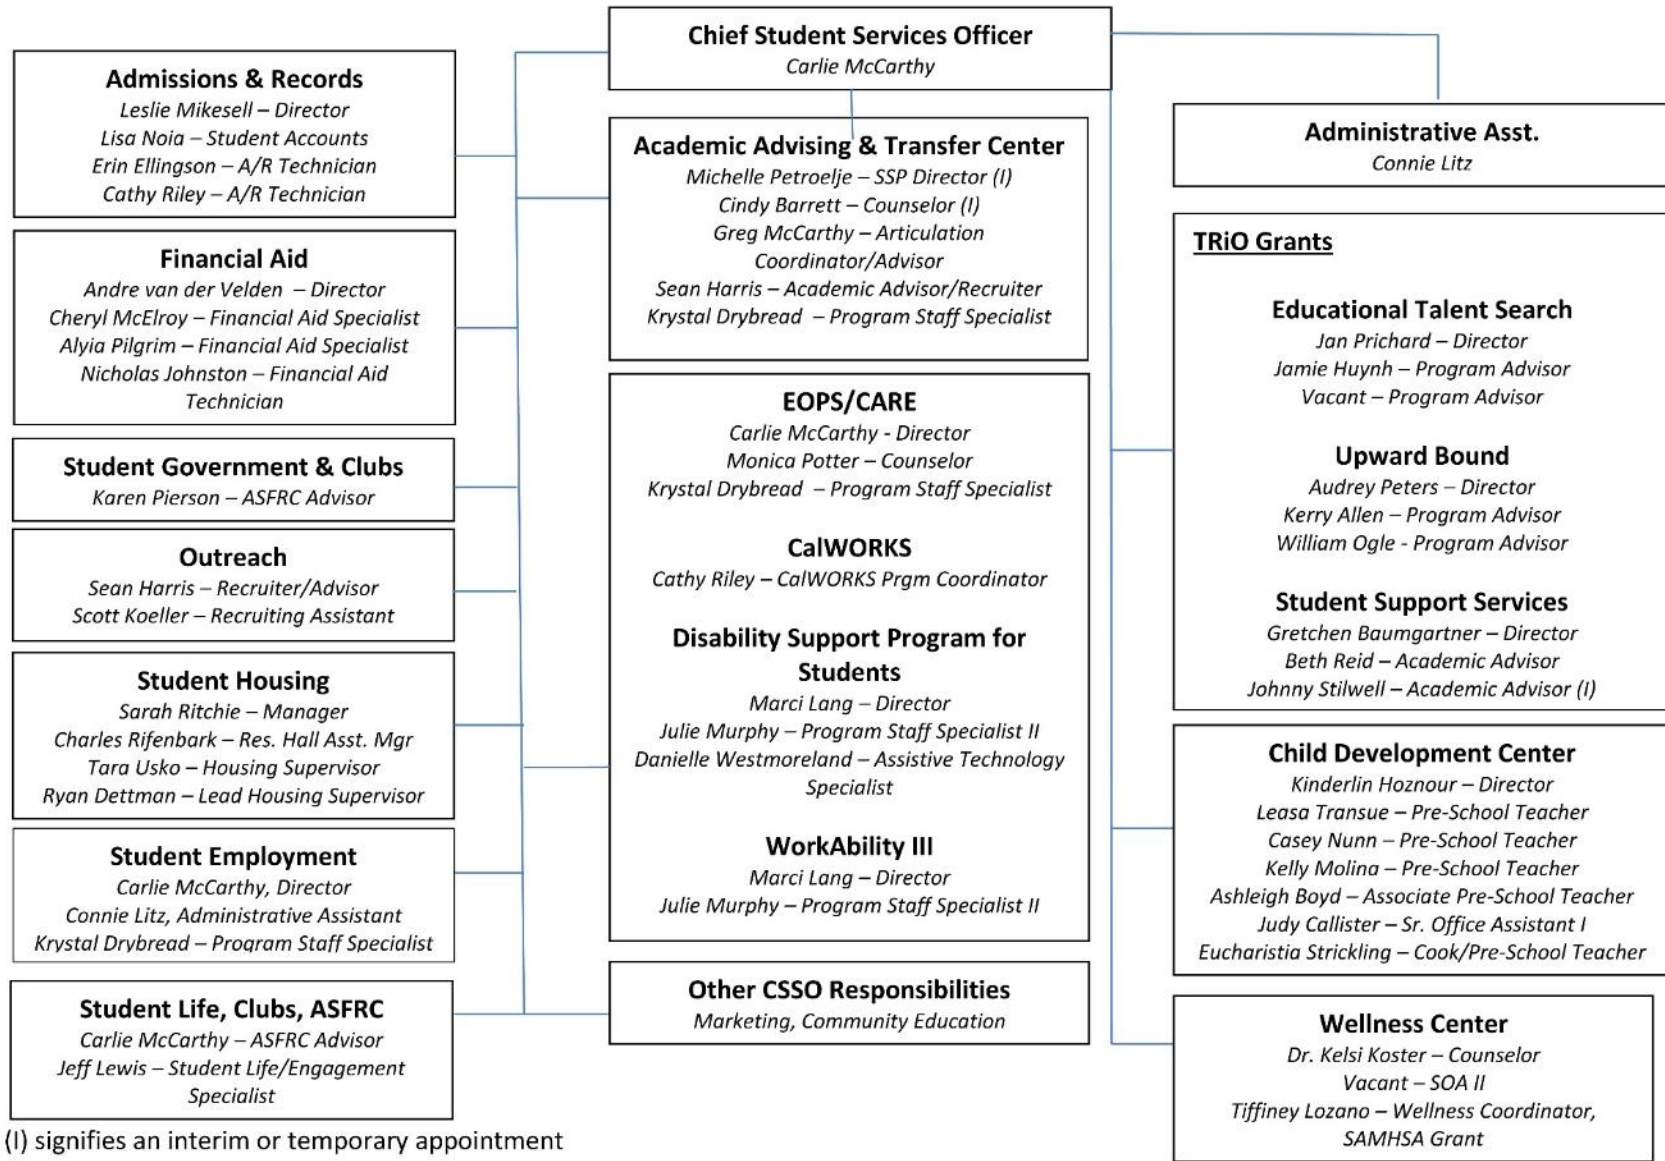 Chief Student Services Officer
Carlie McCarthy
Admissions & Records
Leslie Mikesell – Director
Lisa Noia – Student Accounts
Erin Ellingson – A/R Technician
Cathy Riley – A/R Technician
Financial Aid
Andre van der Velden – Director
Cheryl McElroy – Financial Aid Specialist
Alyia Pilgrim – Financial Aid Specialist
Nicholas Johnston – Financial Aid
Technician
Student Government & Clubs
Karen Pierson – ASFRC Advisor
Outreach
Sean Harris – Recruiter/Advisor
Scott Koeller – Recruiting Assistant
Student Housing
Sarah Ritchie – Manager
Charles Rifenbark – Res. Hall Asst. Mgr
Tara Usko – Housing Supervisor
Ryan Dettman – Lead Housing Supervisor
Student Employment
Carlie McCarthy, Director
Connie Litz, Administrative Assistant
Krystal Drybread – Program Staff Specialist
Student Life, Clubs, ASFRC
Carlie McCarthy – ASFRC Advisor
Jeff Lewis – Student Life/Engagement
Specialist
Academic Advising & Transfer Center
Michelle Petroelje – SSP Director (I)
Cindy Barrett – Counselor (I)
Greg McCarthy – Articulation
Coordinator/Advisor
Sean Harris – Academic Advisor/Recruiter
Krystal Drybread – Program Staff Specialist
EOPS/CARE
Carlie McCarthy - Director
Monica Potter – Counselor
Krystal Drybread – Program Staff Specialist
CalWORKS
Cathy Riley – CalWORKS Prgm Coordinator
Disability Support Program for
Students
Marci Lang – Director
Julie Murphy – Program Staff Specialist II
Danielle Westmoreland – Assistive Technology
Specialist
WorkAbility III
Marci Lang – Director
Julie Murphy – Program Staff Specialist II
Other CSSO Responsibilities
Marketing, Community Education
Administrative Asst.
Connie Litz
TRiO Grants
Educational Talent Search
Jan Prichard – Director
Jamie Huynh – Program Advisor
Vacant – Program Advisor
Upward Bound
Audrey Peters – Director
Kerry Allen – Program Advisor
William Ogle - Program Advisor
Student Support Services
Gretchen Baumgartner – Director
Beth Reid – Academic Advisor
Johnny Stilwell – Academic Advisor (I)
Child Development Center
Kinderlin Hoznour – Director
Leasa Transue – Pre-School Teacher
Casey Nunn – Pre-School Teacher
Kelly Molina – Pre-School Teacher
Ashleigh Boyd – Associate Pre-School Teacher
Judy Callister – Sr. Office Assistant I
Eucharistia Strickling – Cook/Pre-School Teacher
Wellness Center
Dr. Kelsi Koster – Counselor
Vacant – SOA II
Tiffiney Lozano – Wellness Coordinator,
SAMHSA Grant
(I) signifies an interim or temporary appointment